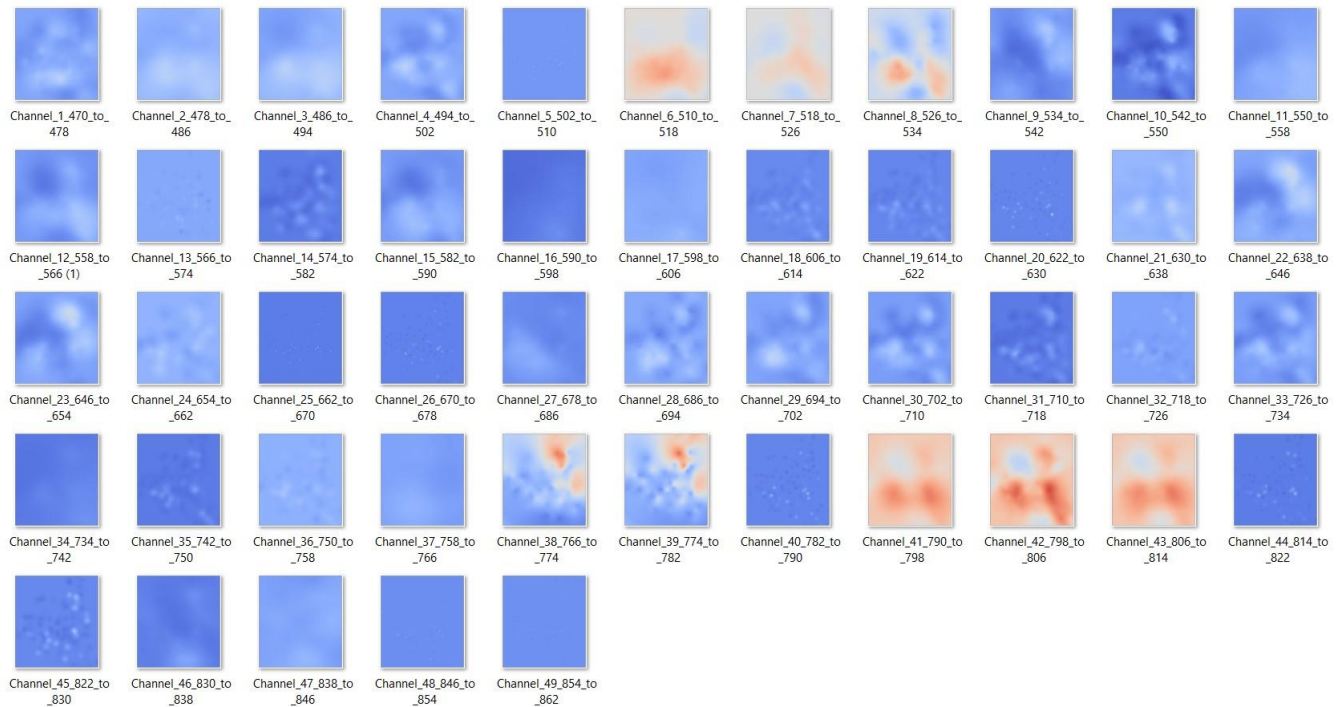 Channel_1_470_to_
478
Channel_2_478_to_
486
Channel_3_486_to_
494
Channel_4_494_to_
502
Channel_5_502_to_
510
Channel_6_510_to_
518
Channel_7_518_to_
526
Channel_8_526_to_
534
Channel_9_534_to_
542
Channel_10_542_to
_550
Channel_11_550_to
_558
Channel_12_558_to
_566 (1)
Channel_13_566_to
_574
Channel_14_574_to
_582
Channel_15_582_to
_590
Channel_16_590_to
_598
Channel_17_598_to
_606
Channel_18_606_to
_614
Channel_19_614_to
_622
Channel_20_622_to
_630
Channel_21_630_to
_638
Channel_22_638_to
_646
Channel_23_646_to
_654
Channel_24_654_to
_662
Channel_25_662_to
_670
Channel_26_670_to
_678
Channel_27_678_to
_686
Channel_28_686_to
_694
Channel_29_694_to
_702
Channel_30_702_to
_710
Channel_31_710_to
_718
Channel_32_718_to
_726
Channel_33_726_to
_734
Channel_34_734_to
_742
Channel_35_742_to
_750
Channel_36_750_to
_758
Channel_37_758_to
_766
Channel_38_766_to
_774
Channel_39_774_to
_782
Channel_40_782_to
_790
Channel_41_790_to
_798
Channel_42_798_to
_806
Channel_43_806_to
_814
Channel_44_814_to
_822
Channel_45_822_to
_830
Channel_46_830_to
_838
Channel_47_838_to
_846
Channel_48_846_to
_854
Channel_49_854_to
_862